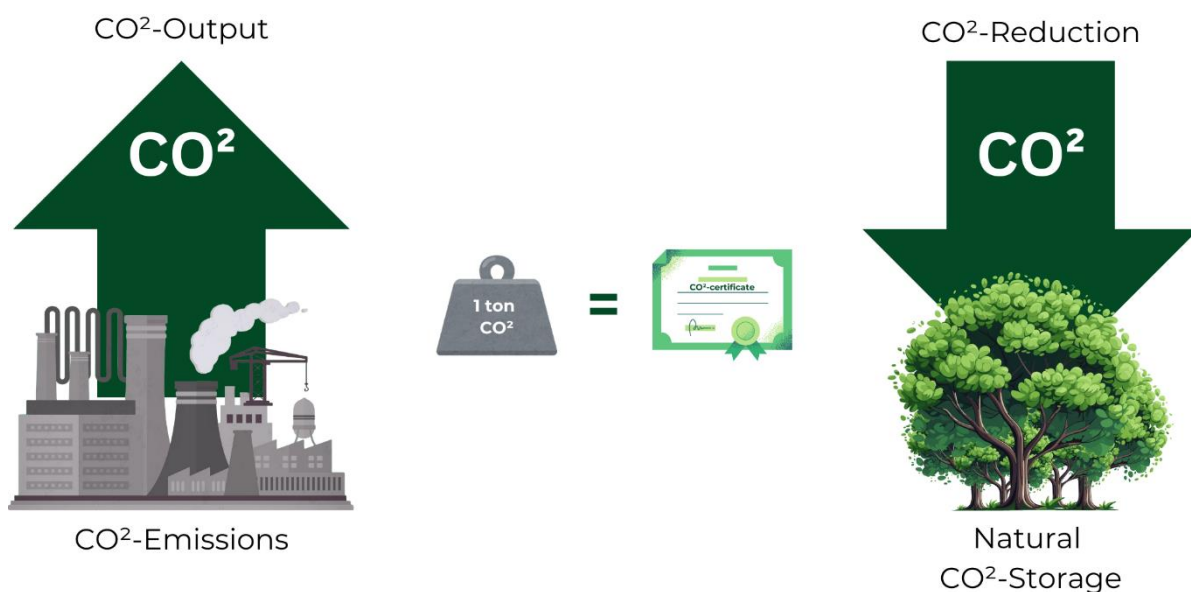 CO²-Output
CO²
CO²-Emissions
1 ton
CO²
=
CO²-certificate
CO²-Reduction
CO²
Natural
CO²-Storage